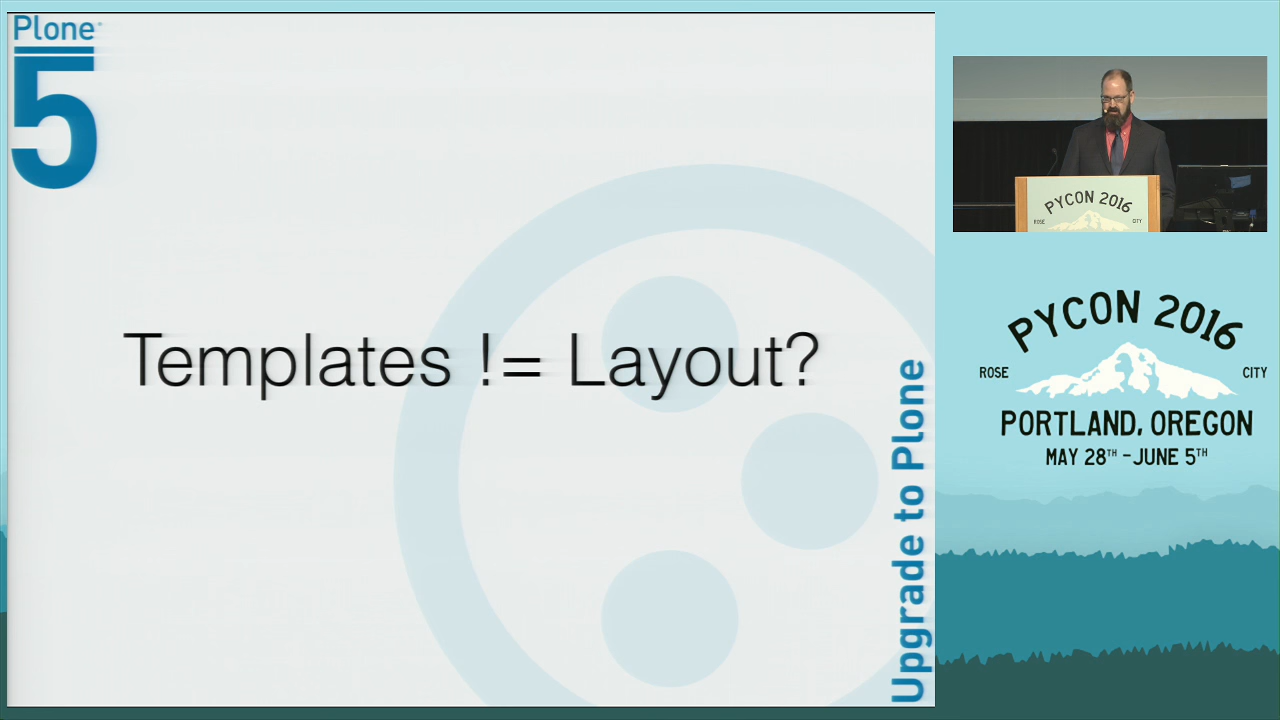 Plone
5
Templates != Layout?
Upgrade to Plone
PYCON 2016
ROSE
CITY
PYCON 2016
ROSE
CITY
PORTLAND, OREGON
MAY 28TH - JUNE 5TH